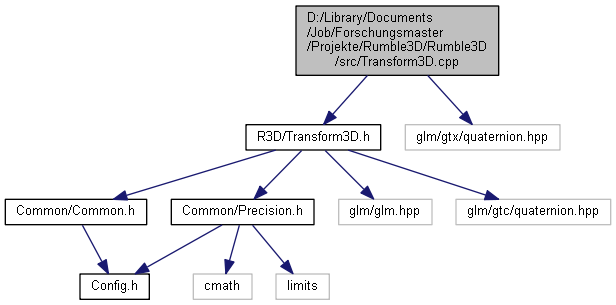 D:/Library/Documents
/Job/Forschungsmaster
/Projekte/Rumble3D/Rumble3D
/src/Transform3D.cpp
R3D/Transform3D.h
glm/gtx/quaternion.hpp
Common/Common.h
Common/Precision.h
glm/glm.hpp
glm/gtc/quaternion.hpp
Config.h
cmath
limits